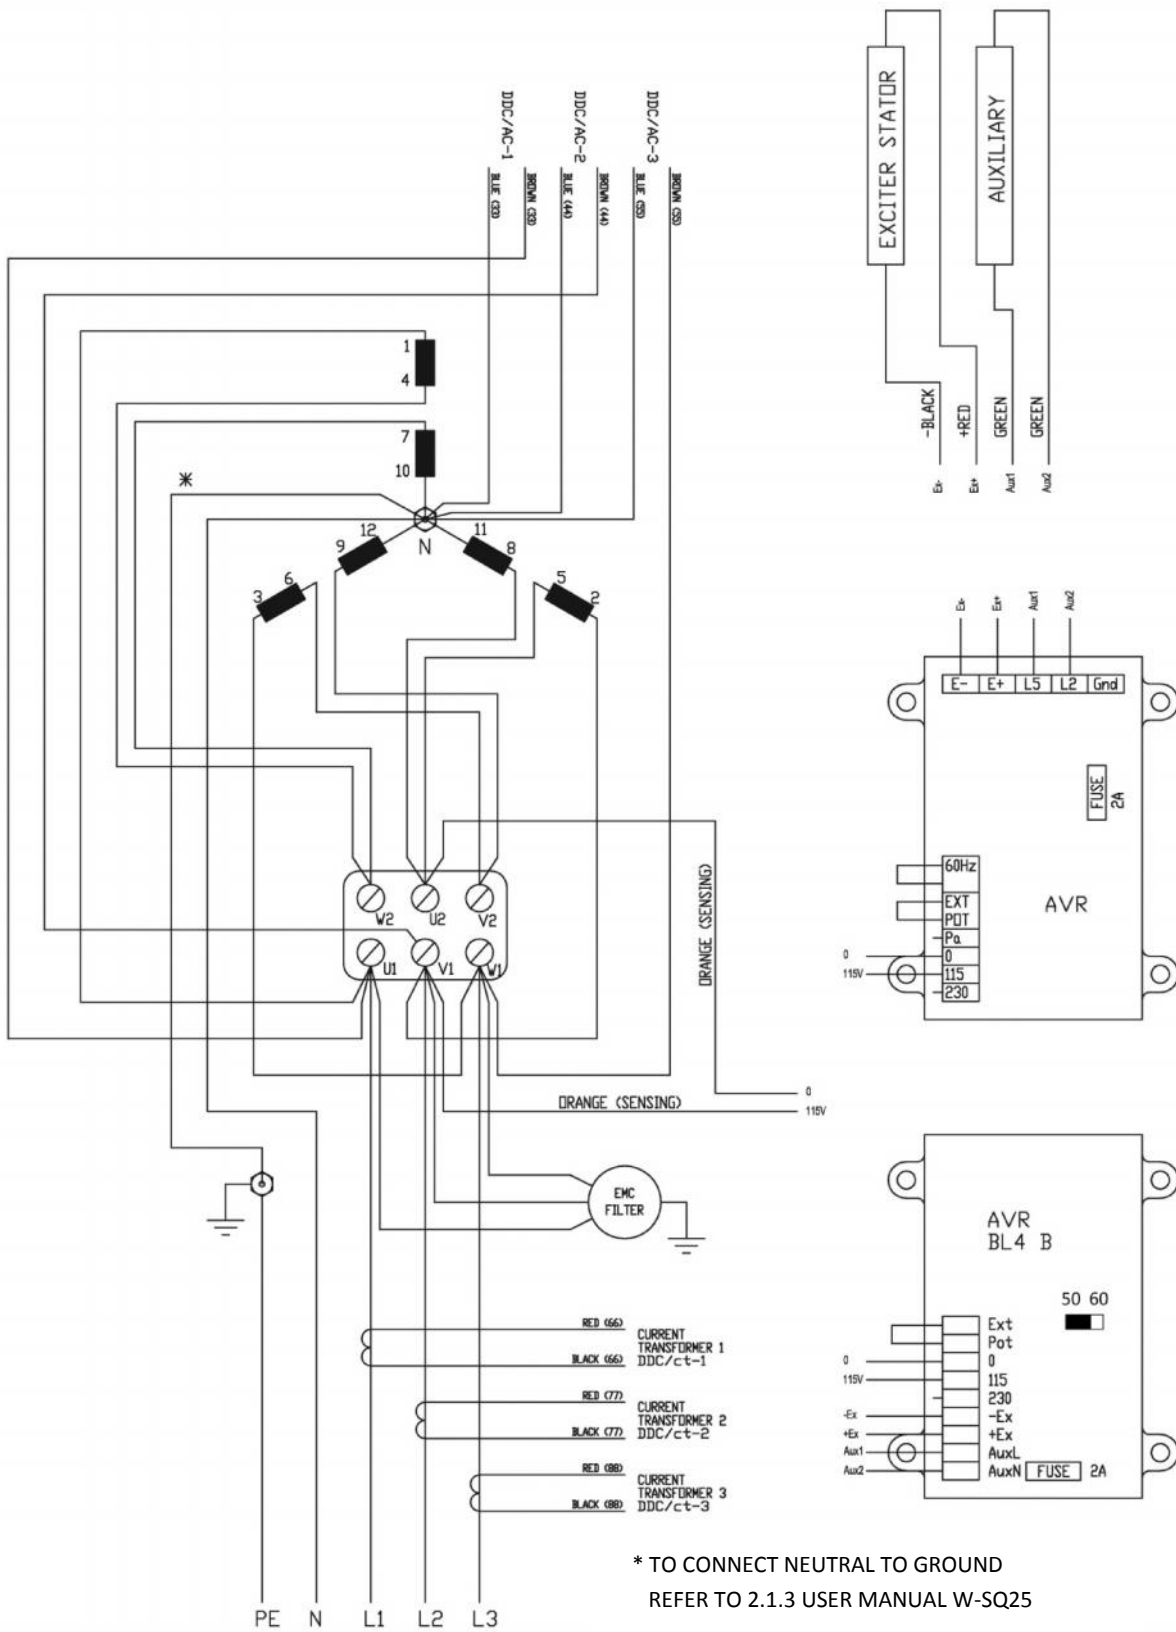 DDC/AC-1
DDC/AC-2
DDC/AC-3
BLUE (33)
BROWN (33)
BLUE (44)
BROWN (44)
BLUE (55)
BROWN (55)
EXCITER STATOR
AUXILIARY
-BLACK
+RED
GREEN
GREEN
Ex-
Ex+
Aux1
Aux2
1
4
7
10
*
12
11
9
N
8
6
5
3
2
W2
U2
V2
U1
V1
W1
ORANGE (SENSING)
ORANGE (SENSING)
0
115V
Ex-
Ex+
Aux1
Aux2
E-
E+
L5
L2
Gnd
FUSE
2A
AVR
60Hz
EXT
POT
Pa
0
0
115V
115
230
EMC
FILTER
AVR
BL4 B
50 60
Ext
Pot
0
0
115V
115
230
-Ex
-Ex
+Ex
+Ex
Aux1
AuxL
Aux2
AuxN
FUSE
2A
RED (66)
BLACK (66)
CURRENT
TRANSFORMER 1
DDC/ct-1
RED (77)
BLACK (77)
CURRENT
TRANSFORMER 2
DDC/ct-2
RED (88)
BLACK (88)
CURRENT
TRANSFORMER 3
DDC/ct-3
* TO CONNECT NEUTRAL TO GROUND
REFER TO 2.1.3 USER MANUAL W-SQ25
PE
N
L1
L2
L3